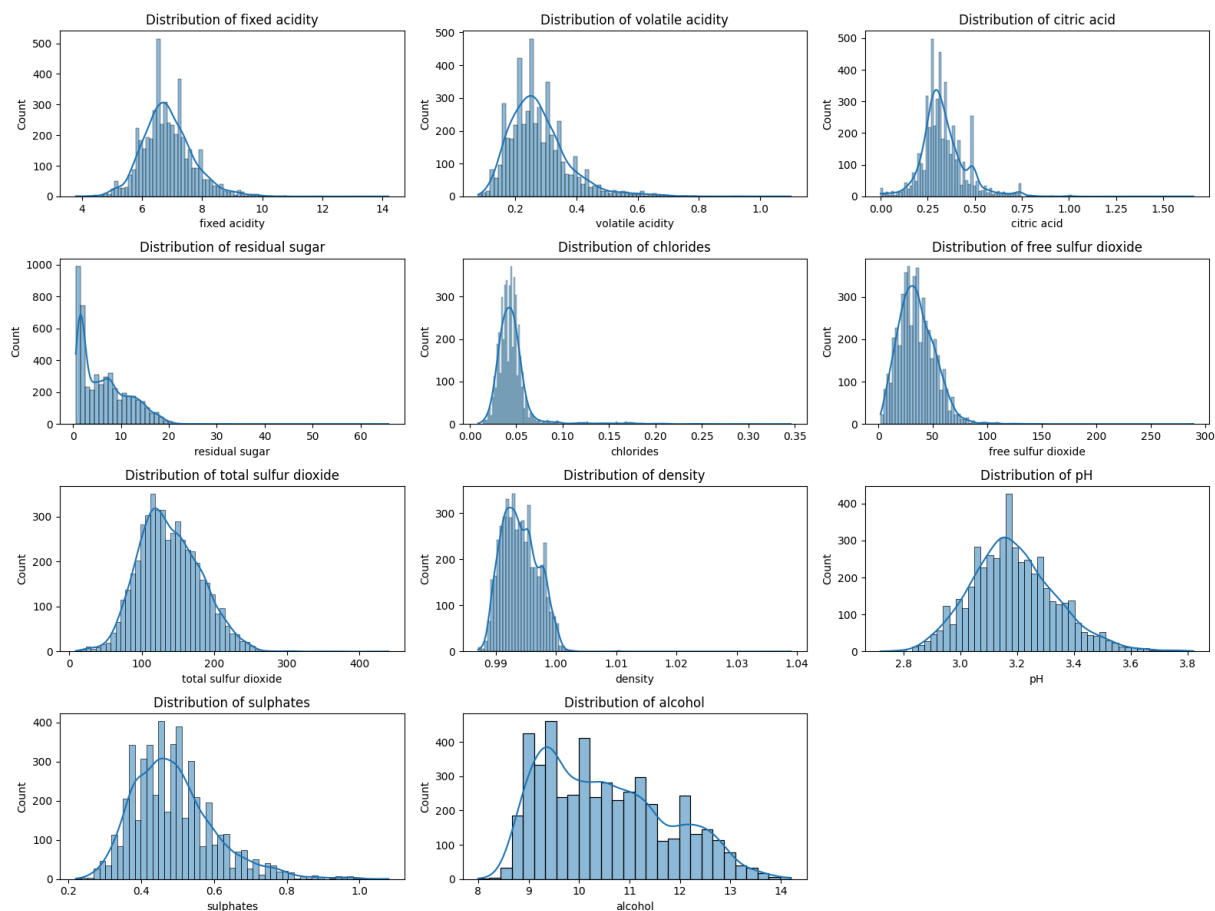 Distribution of fixed acidity
500
400
300
200
100
0
Count
4 6 8 10 12 14
fixed acidity
Distribution of volatile acidity
500
400
300
200
100
0
Count
0.2 0.4 0.6 0.8 1.0
volatile acidity
Distribution of citric acid
500
400
300
200
100
0
Count
0.00 0.25 0.50 0.75 1.00 1.25 1.50
citric acid
Distribution of residual sugar
1000
800
600
400
200
0
Count
0 10 20 30 40 50 60
residual sugar
Distribution of chlorides
300
200
100
0
Count
0.00 0.05 0.10 0.15 0.20 0.25 0.30 0.35
chlorides
Distribution of free sulfur dioxide
300
200
100
0
Count
0 50 100 150 200 250 300
free sulfur dioxide
Distribution of total sulfur dioxide
300
200
100
0
Count
0 100 200 300 400
total sulfur dioxide
Distribution of density
300
200
100
0
Count
0.99 1.00 1.01 1.02 1.03 1.04
density
Distribution of pH
400
300
200
100
0
Count
2.8 3.0 3.2 3.4 3.6 3.8
pH
Distribution of sulphates
400
300
200
100
0
Count
0.2 0.4 0.6 0.8 1.0
sulphates
Distribution of alcohol
400
300
200
100
0
Count
8 9 10 11 12 13 14
alcohol